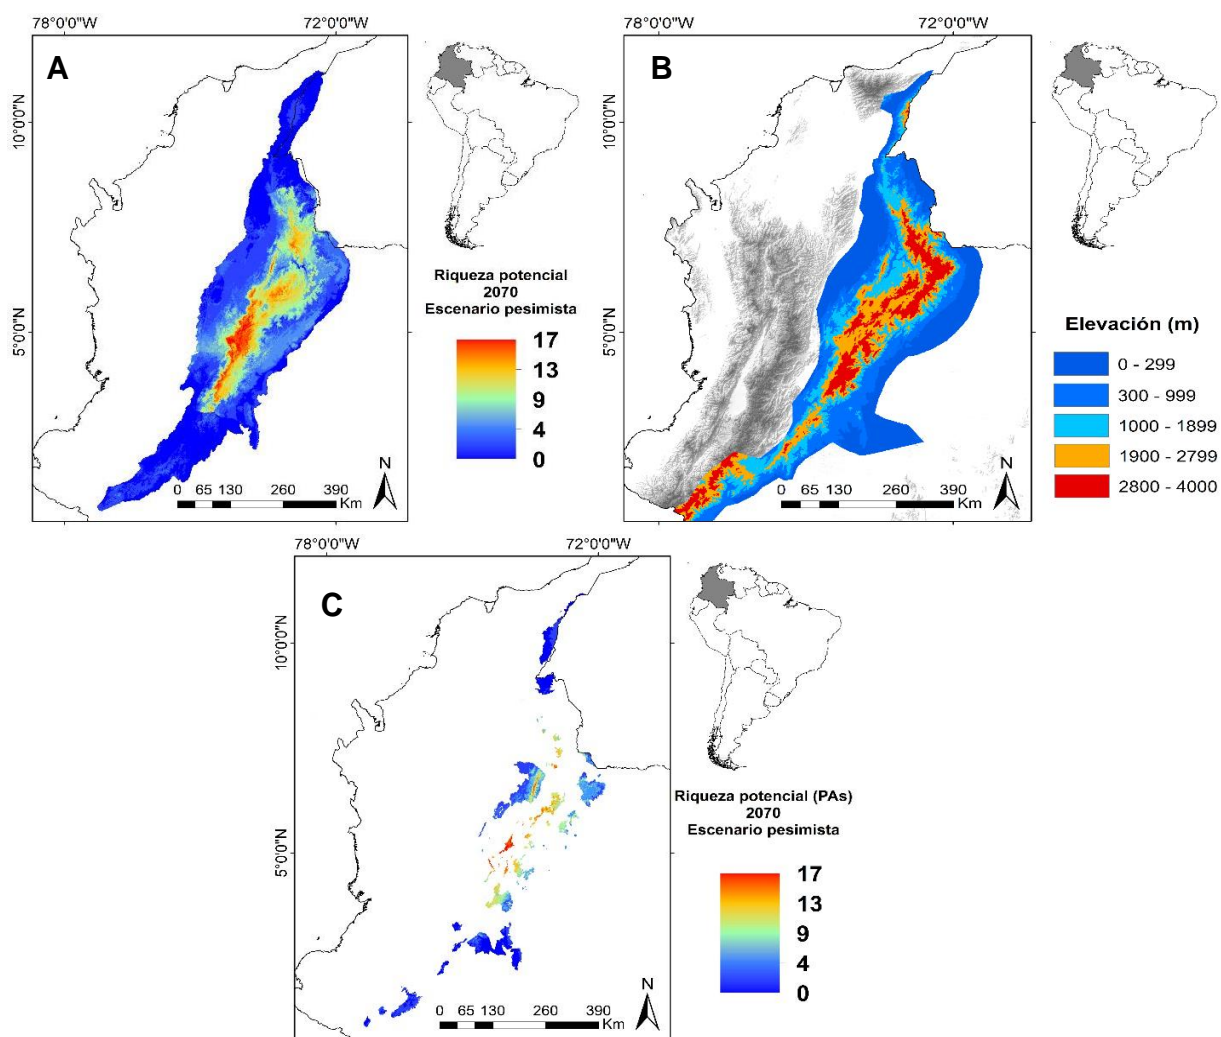 78°0'0"W 72°0'0"W
A
10°0'0"N
5°0'0"N
N
0 65 130 260 390
Km
Riqueza potencial
2070
Escenario pesimista
17
13
9
4
0
78°0'0"W 72°0'0"W
B
10°0'0"N
5°0'0"N
N
0 65 130 260 390
Km
Elevación (m)
0 - 299
300 - 999
1000 - 1899
1900 - 2799
2800 - 4000
78°0'0"W 72°0'0"W
C
10°0'0"N
5°0'0"N
N
0 65 130 260 390
Km
Riqueza potencial (PAs)
2070
Escenario pesimista
17
13
9
4
0